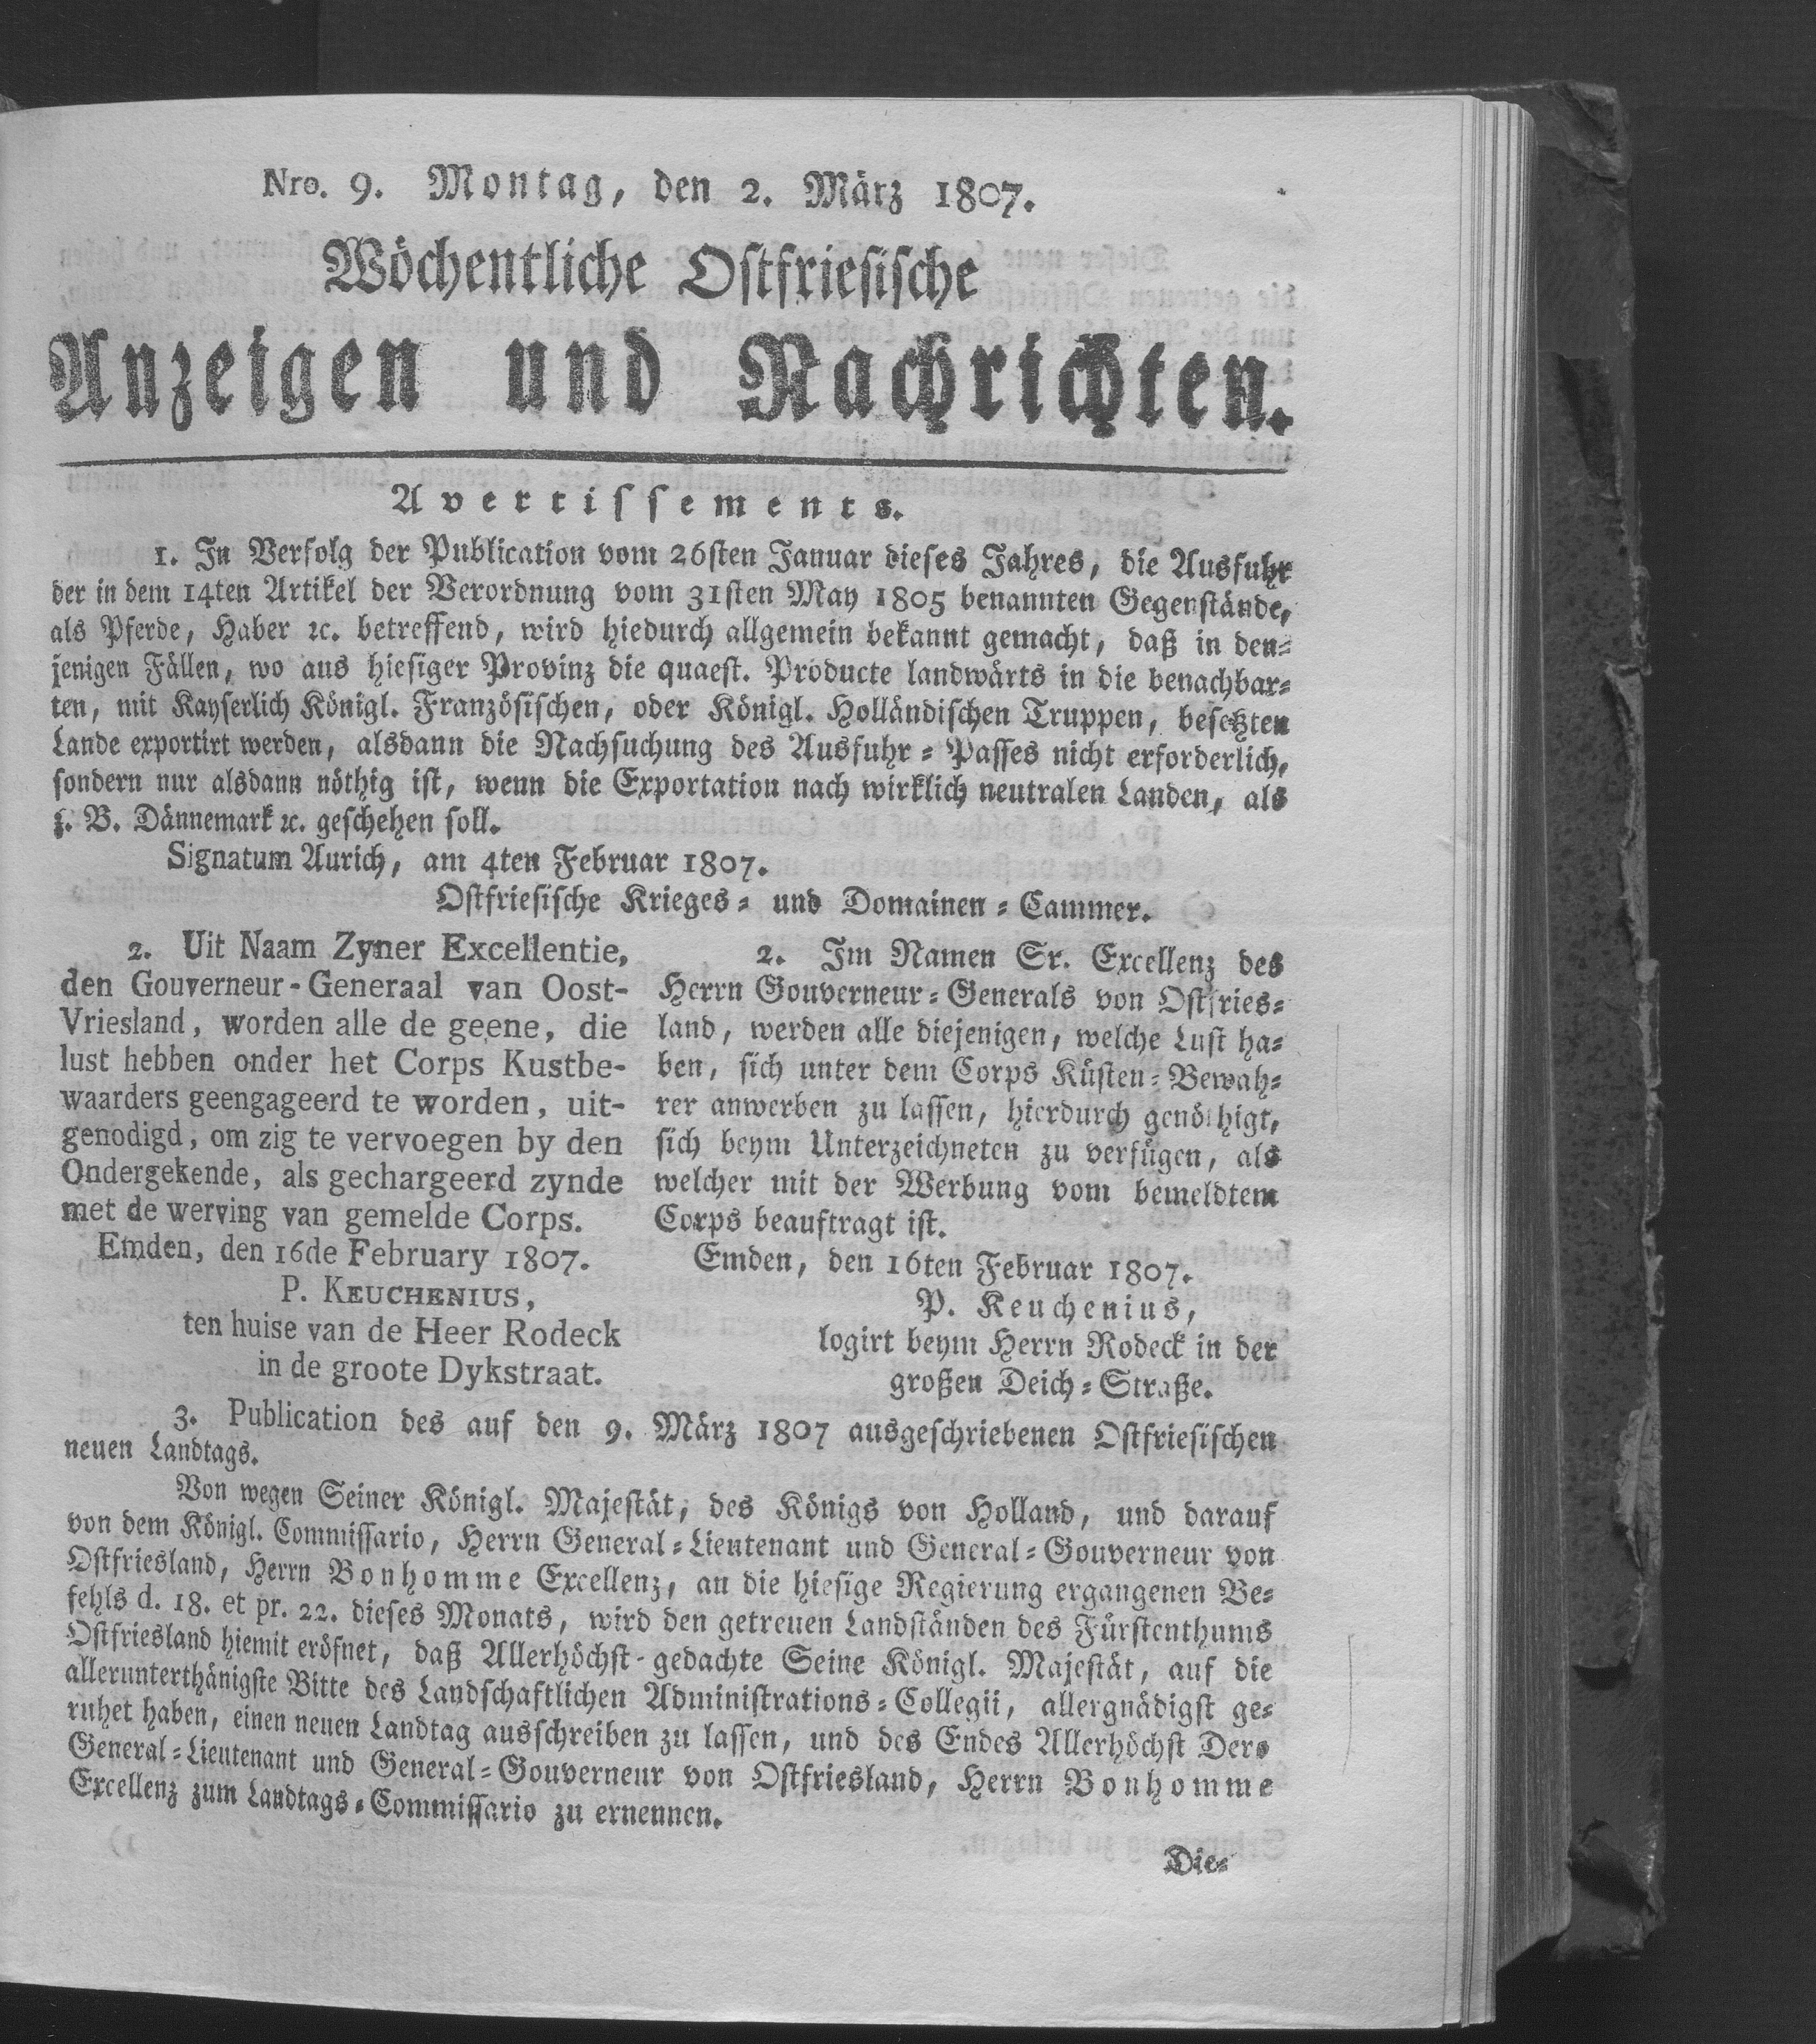 Nro. 9. Montag, den 2. März 1807.
Wöchentliche Ostfriesische
Anzeigen und Nachrichten.
Avertissements.
1. In Verfolg der Publication vom 26sten Januar dieses Jahres, die Ausfuhr
der in dem 14ten Artikel der Verordnung vom 31sten May 1805 benannten Gegenstände,
als Pferde, Haber ꝛc. betreffend, wird hiedurch allgemein bekannt gemacht, daß in den-
jenigen Fällen, wo aus hiesiger Provinz die quaest. Producte landwärts in die benachbar-
ten, mit Kayserlich Königl. Französischen, oder Königl. Holländischen Truppen, besetzten
Lande exportirt werden, alsdann die Nachsuchung des Ausfuhr-Passes nicht erforderlich,
sondern nur alsdann nöthig ist, wenn die Exportation nach wirklich neutralen Landen, als
z. B. Dännemark ꝛc. geschehen soll.
Signatum Aurich, am 4ten Februar 1807.
Ostfriesische Krieges- und Domainen-Cammer.
2. Uit Naam Zyner Excellentie,
den Gouverneur-Generaal van Oost-
Vriesland, worden alle de geene, die
lust hebben onder het Corps Kustbe-
waarders geengageerd te worden, uit-
genodigd, om zig te vervoegen by den
Ondergekende, als gechargeerd zynde
met de werving van gemelde Corps.
Emden, den 16de February 1807.
P. KEUCHENIUS,
ten huise van de Heer Rodeck
in de groote Dykstraat.
2. Im Namen Sr. Excellenz des
Herrn Gouverneur-Generals von Ostfries-
land, werden alle diejenigen, welche Lust ha-
ben, sich unter dem Corps Küsten-Bewah-
rer anwerben zu lassen, hierdurch genöthigt,
sich beym Unterzeichneten zu verfügen, als
welcher mit der Werbung vom bemeldtem
Corps beauftragt ist.
Emden, den 16ten Februar 1807.
P. Keuchenius,
logirt beym Herrn Rodeck in der
großen Deich-Straße.
3. Publication des auf den 9. März 1807 ausgeschriebenen Ostfriesischen
neuen Landtags.
Von wegen Seiner Königl. Majestät, des Königs von Holland, und darauf
von dem Königl. Commissario, Herrn General-Lieutenant und General-Gouverneur von
Ostfriesland, Herrn Bonhomme Excellenz, an die hiesige Regierung ergangenen Be-
fehls d. 18. et pr. 22. dieses Monats, wird den getreuen Landständen des Fürstenthums
Ostfriesland hiemit eröfnet, daß Allerhöchst-gedachte Seine Königl. Majestät, auf die
allerunterthänigste Bitte des Landschaftlichen Administrations-Collegii, allergnädigst ge-
ruhet haben, einen neuen Landtag ausschreiben zu lassen, und des Endes Allerhöchst Dero
General-Lieutenant und General-Gouverneur von Ostfriesland, Herrn Bonhomme
Excellenz zum Landtags-Commissario zu ernennen.
Die-